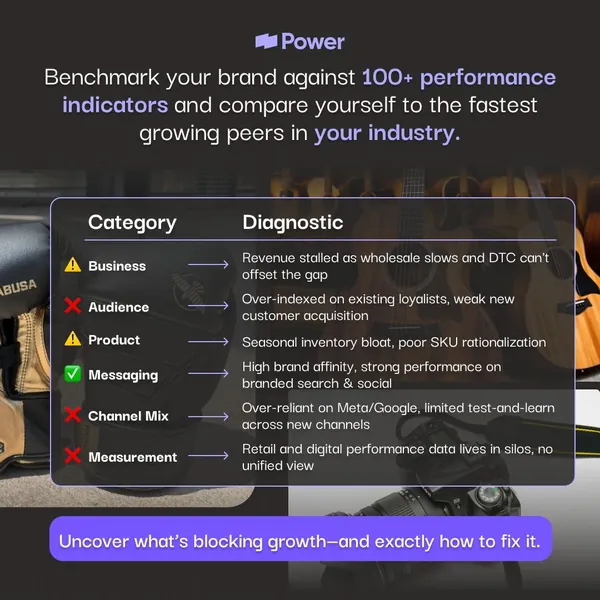 Power
Benchmark your brand against 100+ performance
indicators and compare yourself to the fastest
growing peers in your industry.
Category Diagnostic
⚠️ Business → Revenue stalled as wholesale slows and DTC can't
offset the gap
❌ Audience → Over-indexed on existing loyalists, weak new
customer acquisition
⚠️ Product → Seasonal inventory bloat, poor SKU rationalization
✅ Messaging → High brand affinity, strong performance on
branded search & social
❌ Channel Mix → Over-reliant on Meta/Google, limited test-and-learn
across new channels
❌ Measurement → Retail and digital performance data lives in silos, no
unified view
ABUSA
Uncover what's blocking growth—and exactly how to fix it.